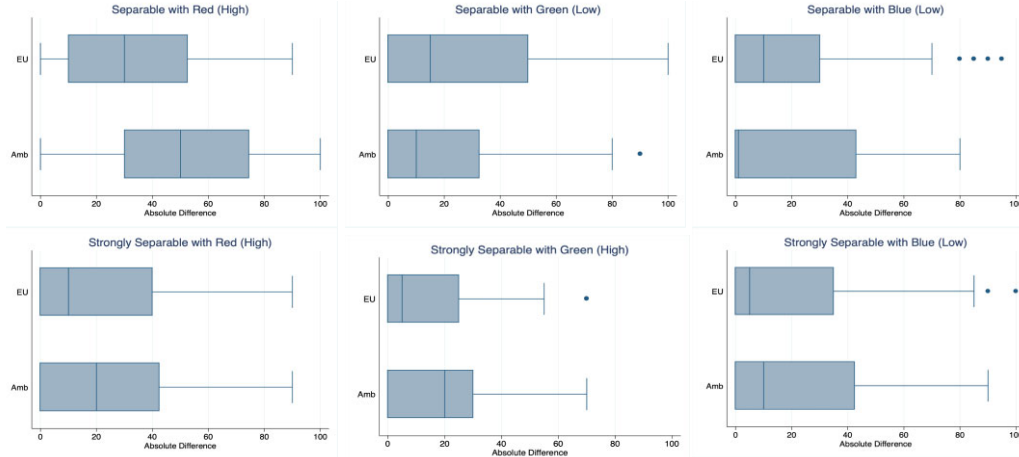 Separable with Red (High)
EU
Amb
0 20 40 60 80 100
Absolute Difference
Separable with Green (Low)
EU
Amb
0 20 40 60 80 100
Absolute Difference
Separable with Blue (Low)
EU
Amb
0 20 40 60 80 100
Absolute Difference
Strongly Separable with Red (High)
EU
Amb
0 20 40 60 80 100
Absolute Difference
Strongly Separable with Green (High)
EU
Amb
0 20 40 60 80 100
Absolute Difference
Strongly Separable with Blue (Low)
EU
Amb
0 20 40 60 80 100
Absolute Difference